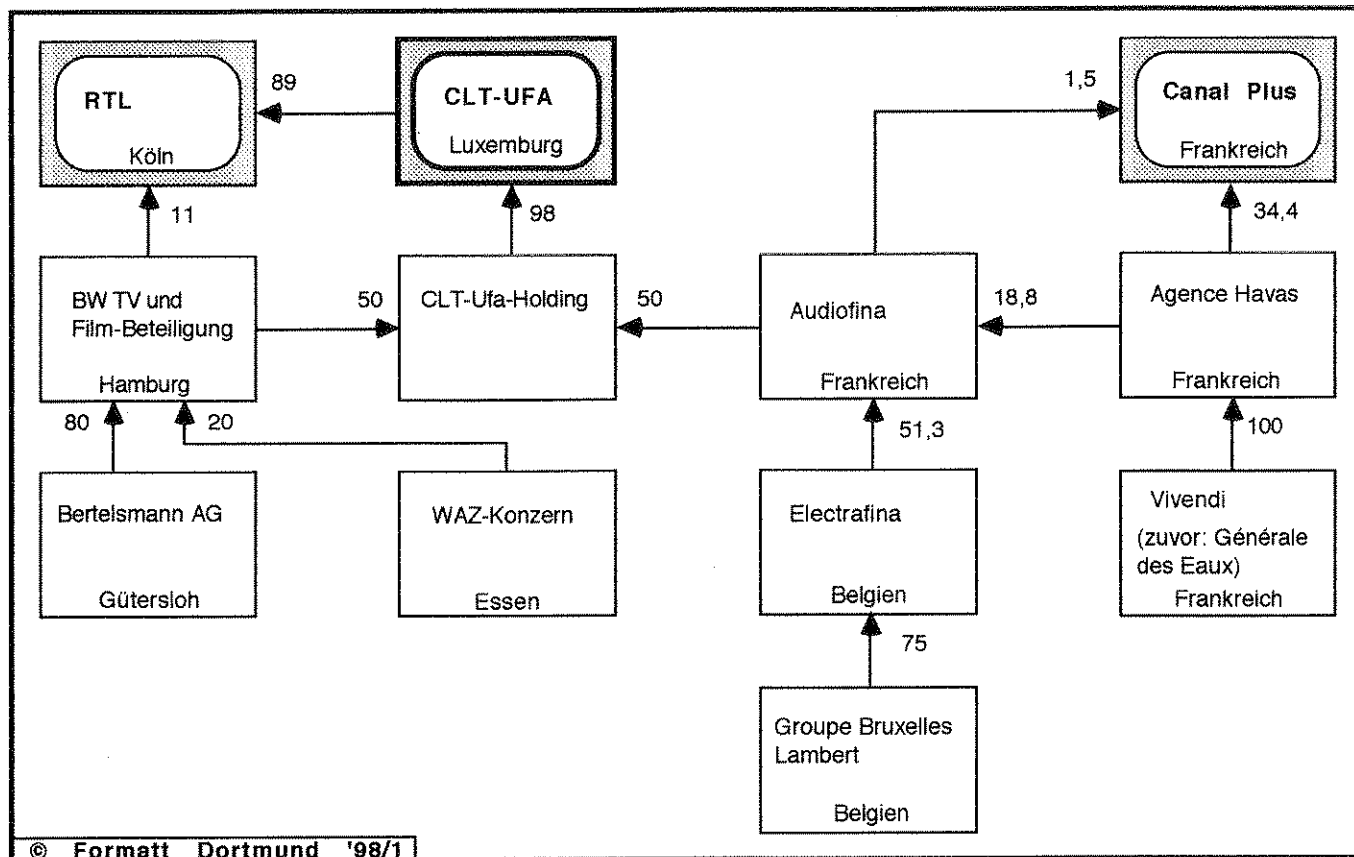 RTL
Köln
89
CLT-UFA
Luxemburg
1,5
Canal Plus
Frankreich
11
98
34,4
BW TV und
Film-Beteiligung
Hamburg
50
CLT-Ufa-Holding
50
Audiofina
Frankreich
18,8
Agence Havas
Frankreich
80
20
51,3
100
Bertelsmann AG
Gütersloh
WAZ-Konzern
Essen
Electrafina
Belgien
Vivendi
(zuvor: Générale
des Eaux)
Frankreich
75
Groupe Bruxelles
Lambert
Belgien
© Formatt Dortmund '98/1